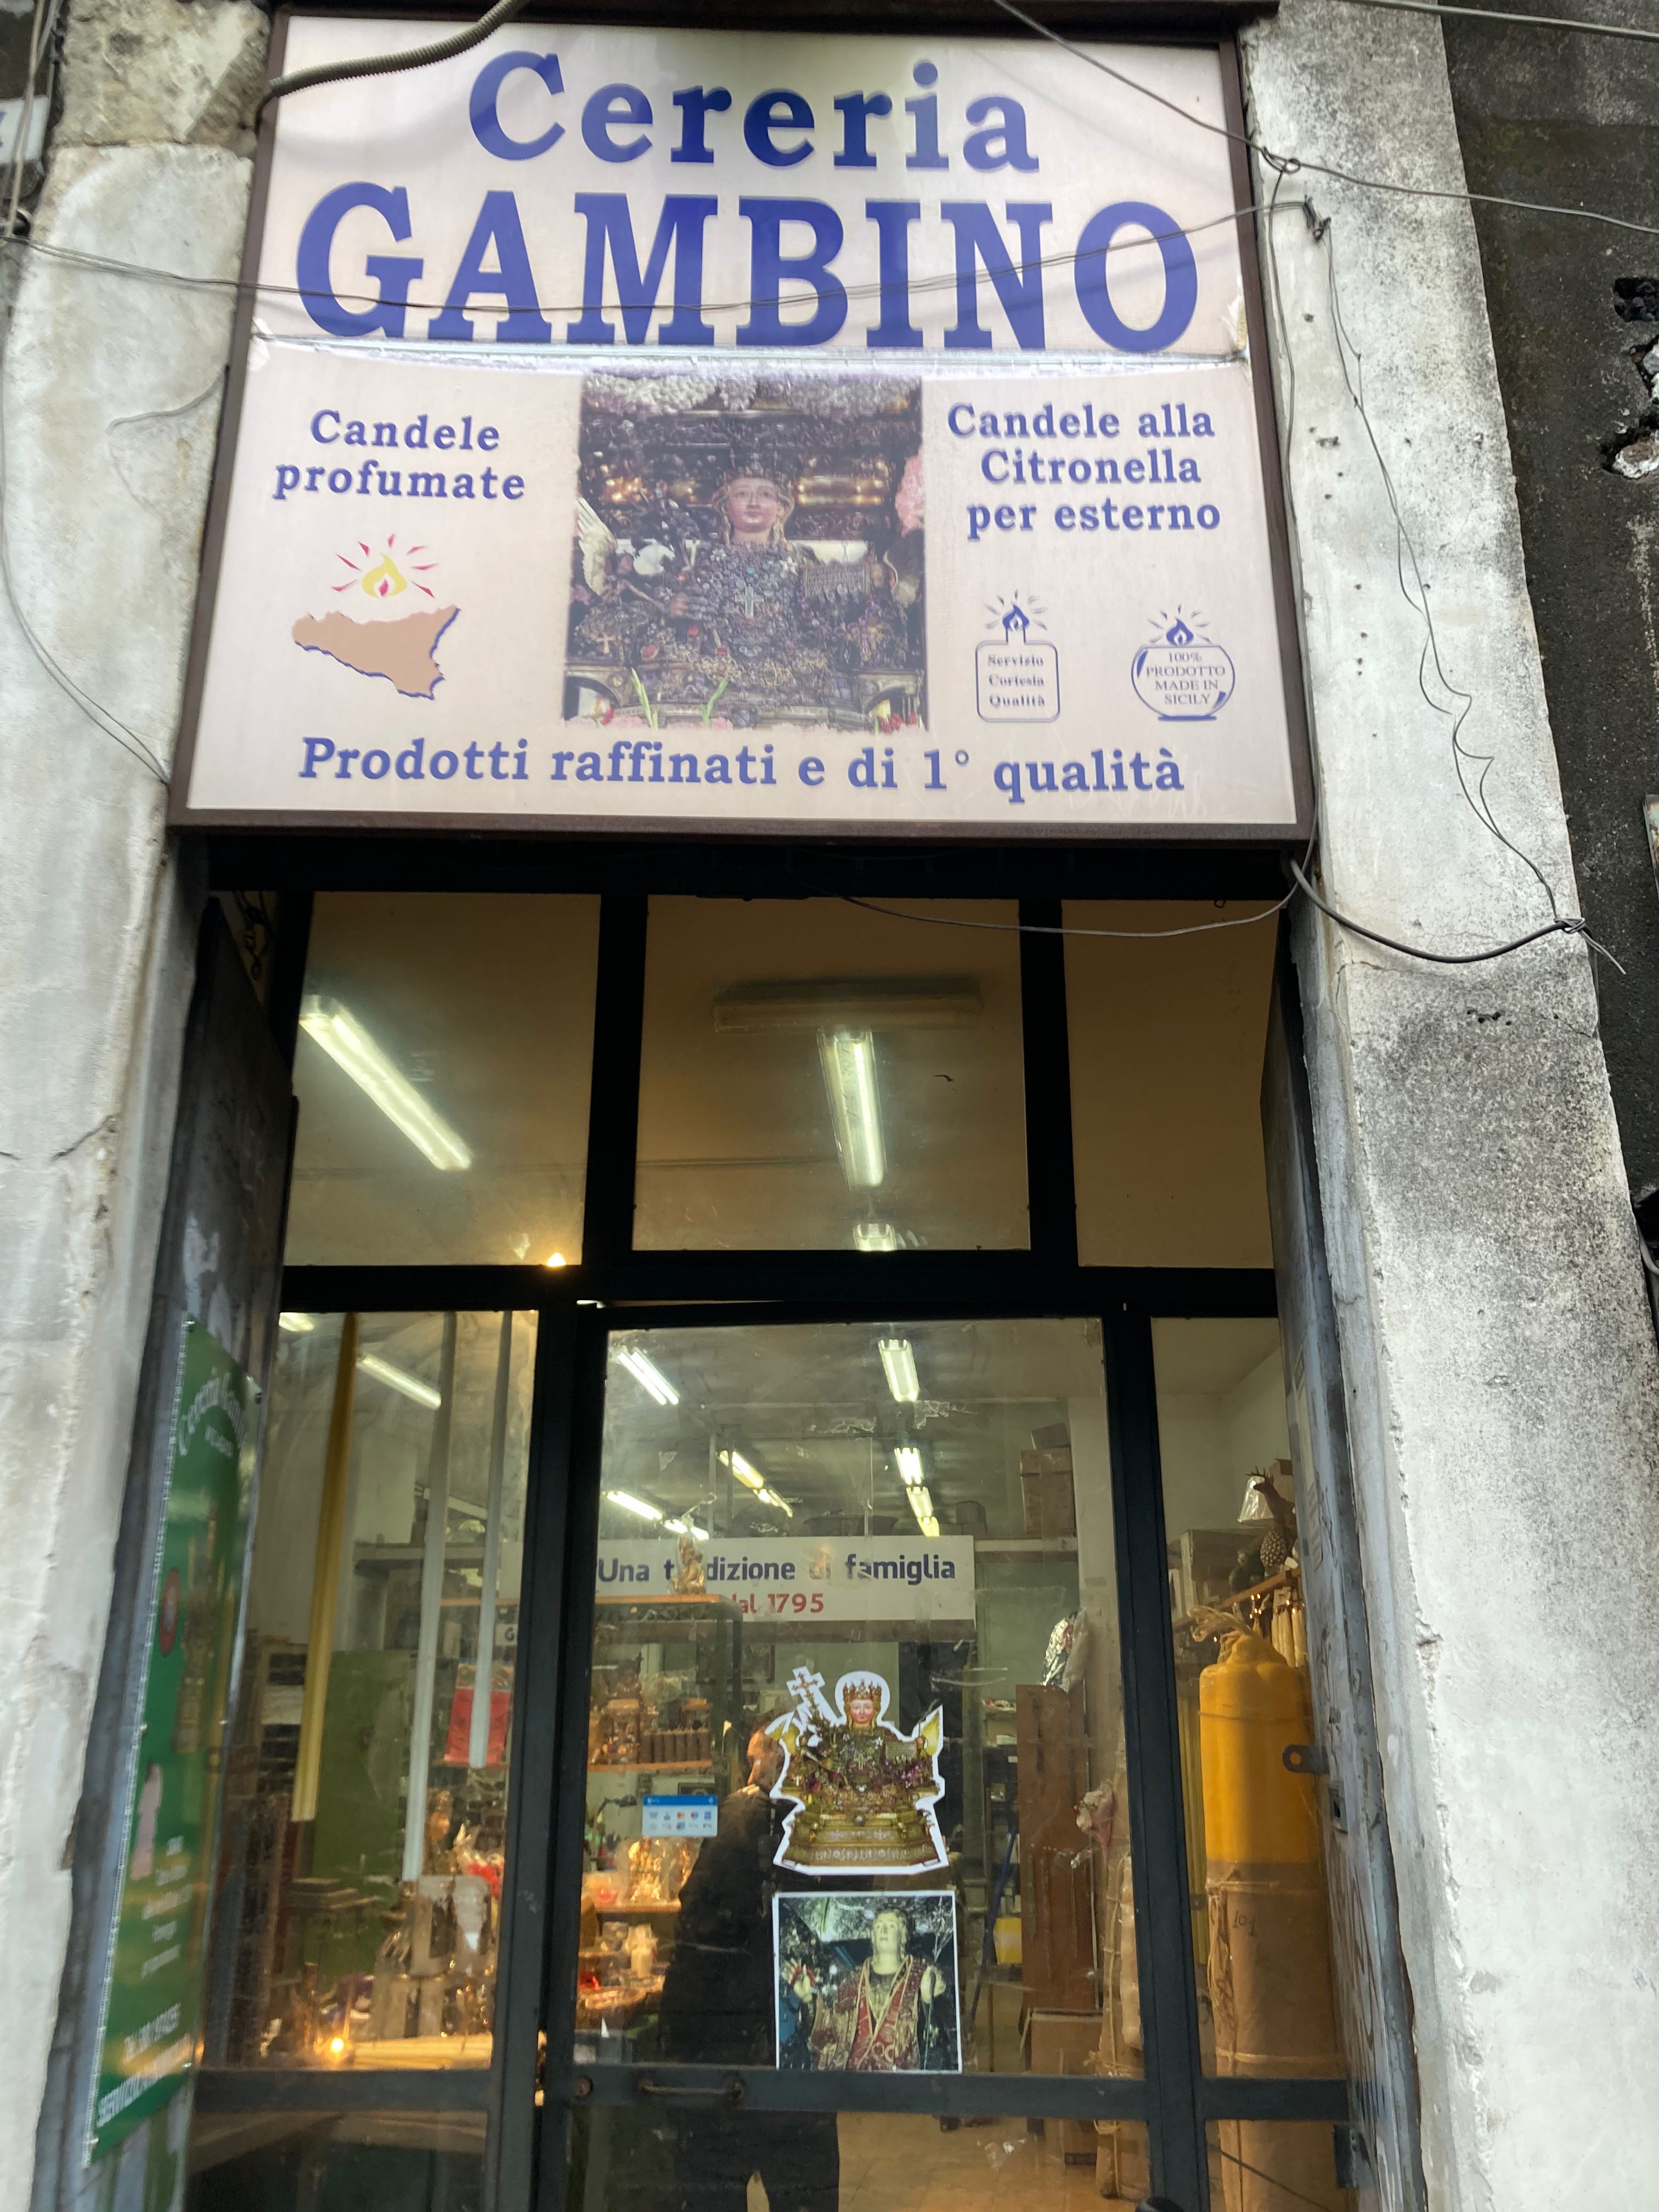 Cereria
GAMBINO
Candele
profumate
Candele alla
Citronella
per esterno
Servizio
Cortesia
Qualità
100%
PRODOTTO
MADE IN
SICILY
Prodotti raffinati e di 1° qualità
Una tradizione di famiglia
dal 1795